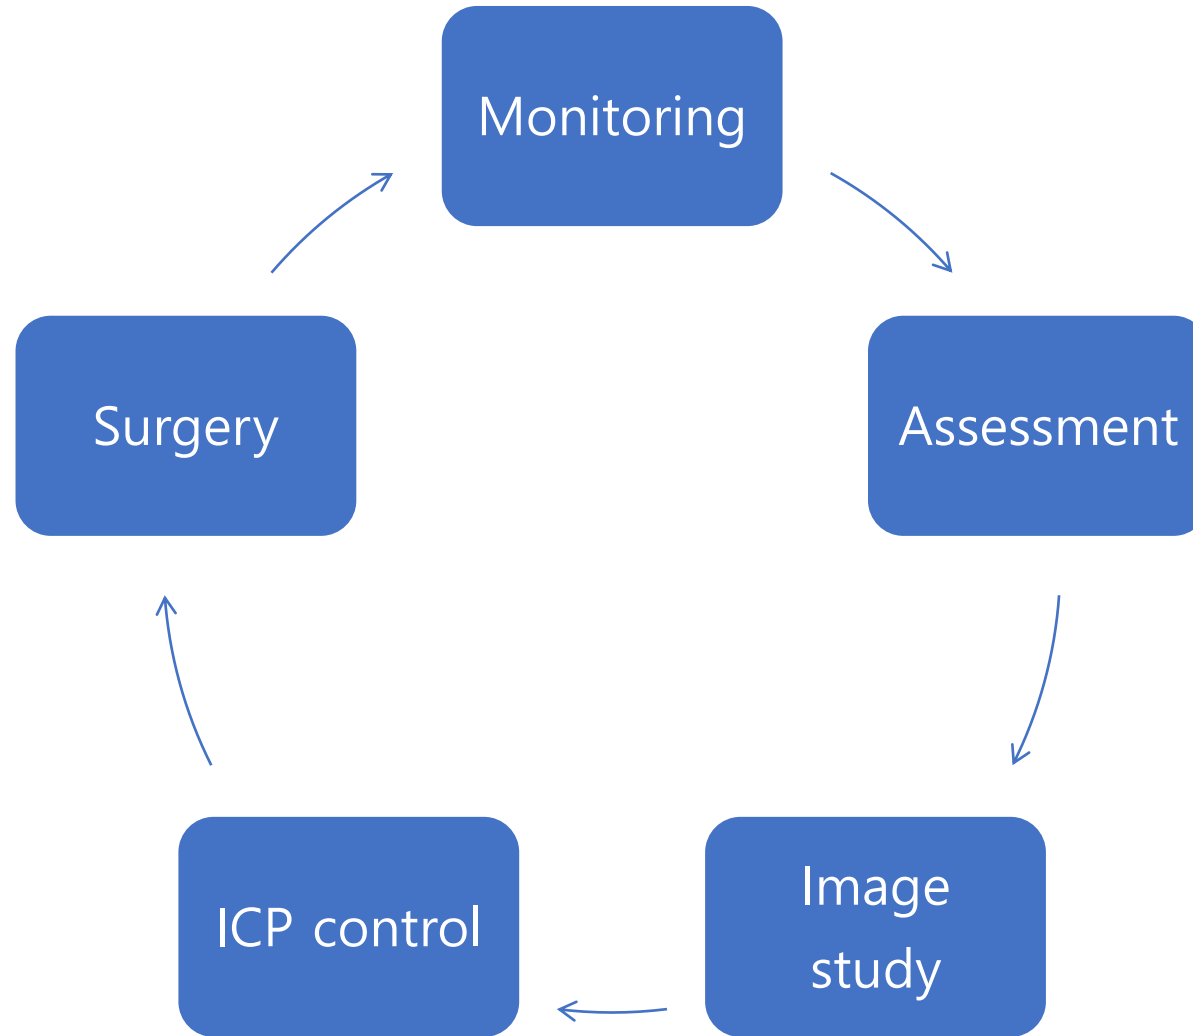 Monitoring
Assessment
Image
study
ICP control
Surgery